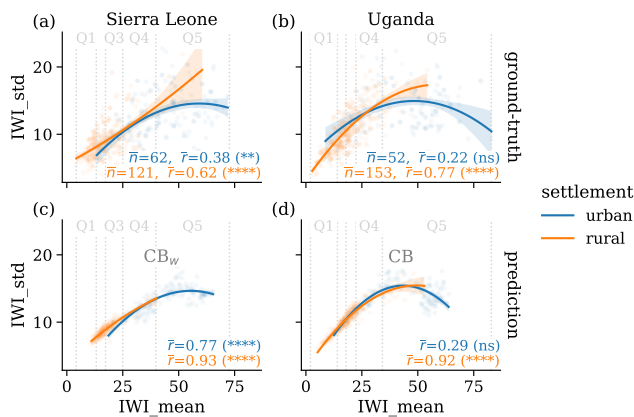 (a) Sierra Leone
(b) Uganda
Q1 Q3 Q4 Q5
Q1 Q4 Q5
IWI_std
20
10
n̅=62, r̅=0.38 (**)
n̅=121, r̅=0.62 (****)
n̅=52, r̅=0.22 (ns)
n̅=153, r̅=0.77 (****)
ground-truth
settlement
urban
rural
(c)
(d)
Q1 Q3 Q4 Q5
Q1 Q4 Q5
CBw
CB
IWI_std
20
10
r̅=0.77 (****)
r̅=0.93 (****)
r̅=0.29 (ns)
r̅=0.92 (****)
prediction
0 25 50 75
0 25 50 75
IWI_mean
IWI_mean